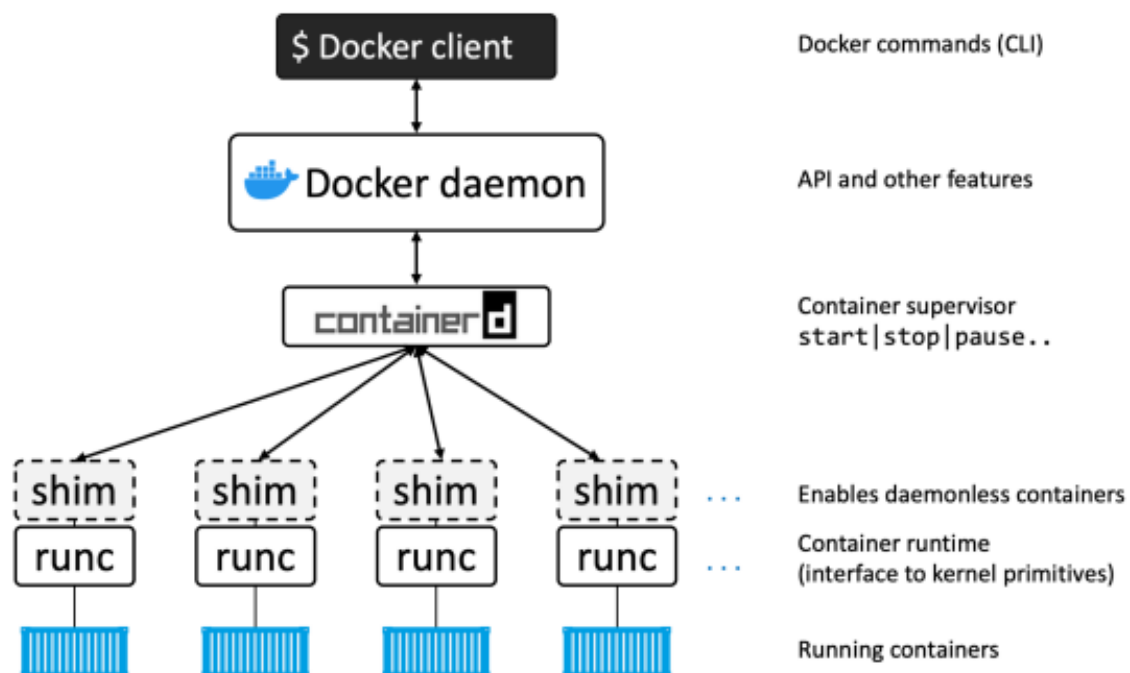 $ Docker client
Docker commands (CLI)
Docker daemon
API and other features
containerd
Container supervisor
start|stop|pause..
shim shim shim shim ...
Enables daemonless containers
runc runc runc runc ...
Container runtime
(interface to kernel primitives)
Running containers